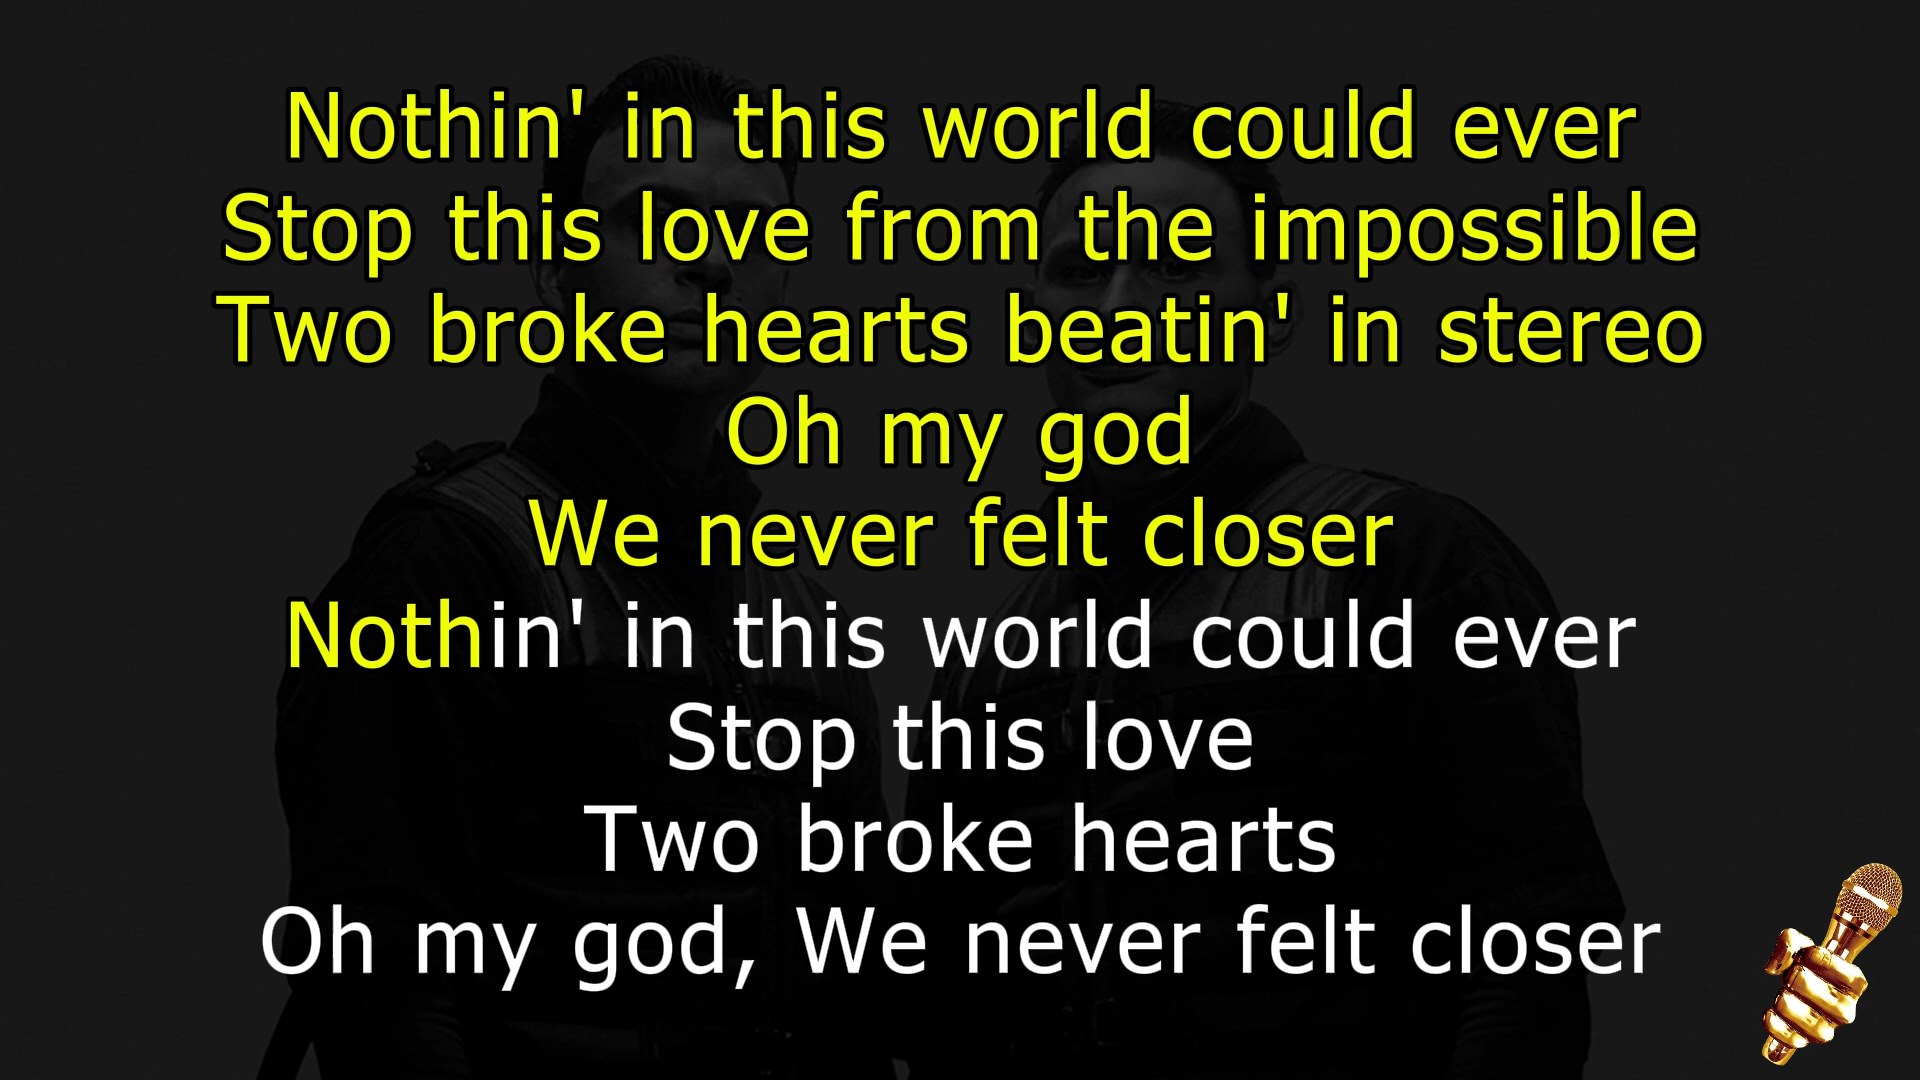 Nothin' in this world could ever
Stop this love from the impossible
Two broke hearts beatin' in stereo
Oh my god
We never felt closer
Nothin' in this world could ever
Stop this love
Two broke hearts
Oh my god, We never felt closer